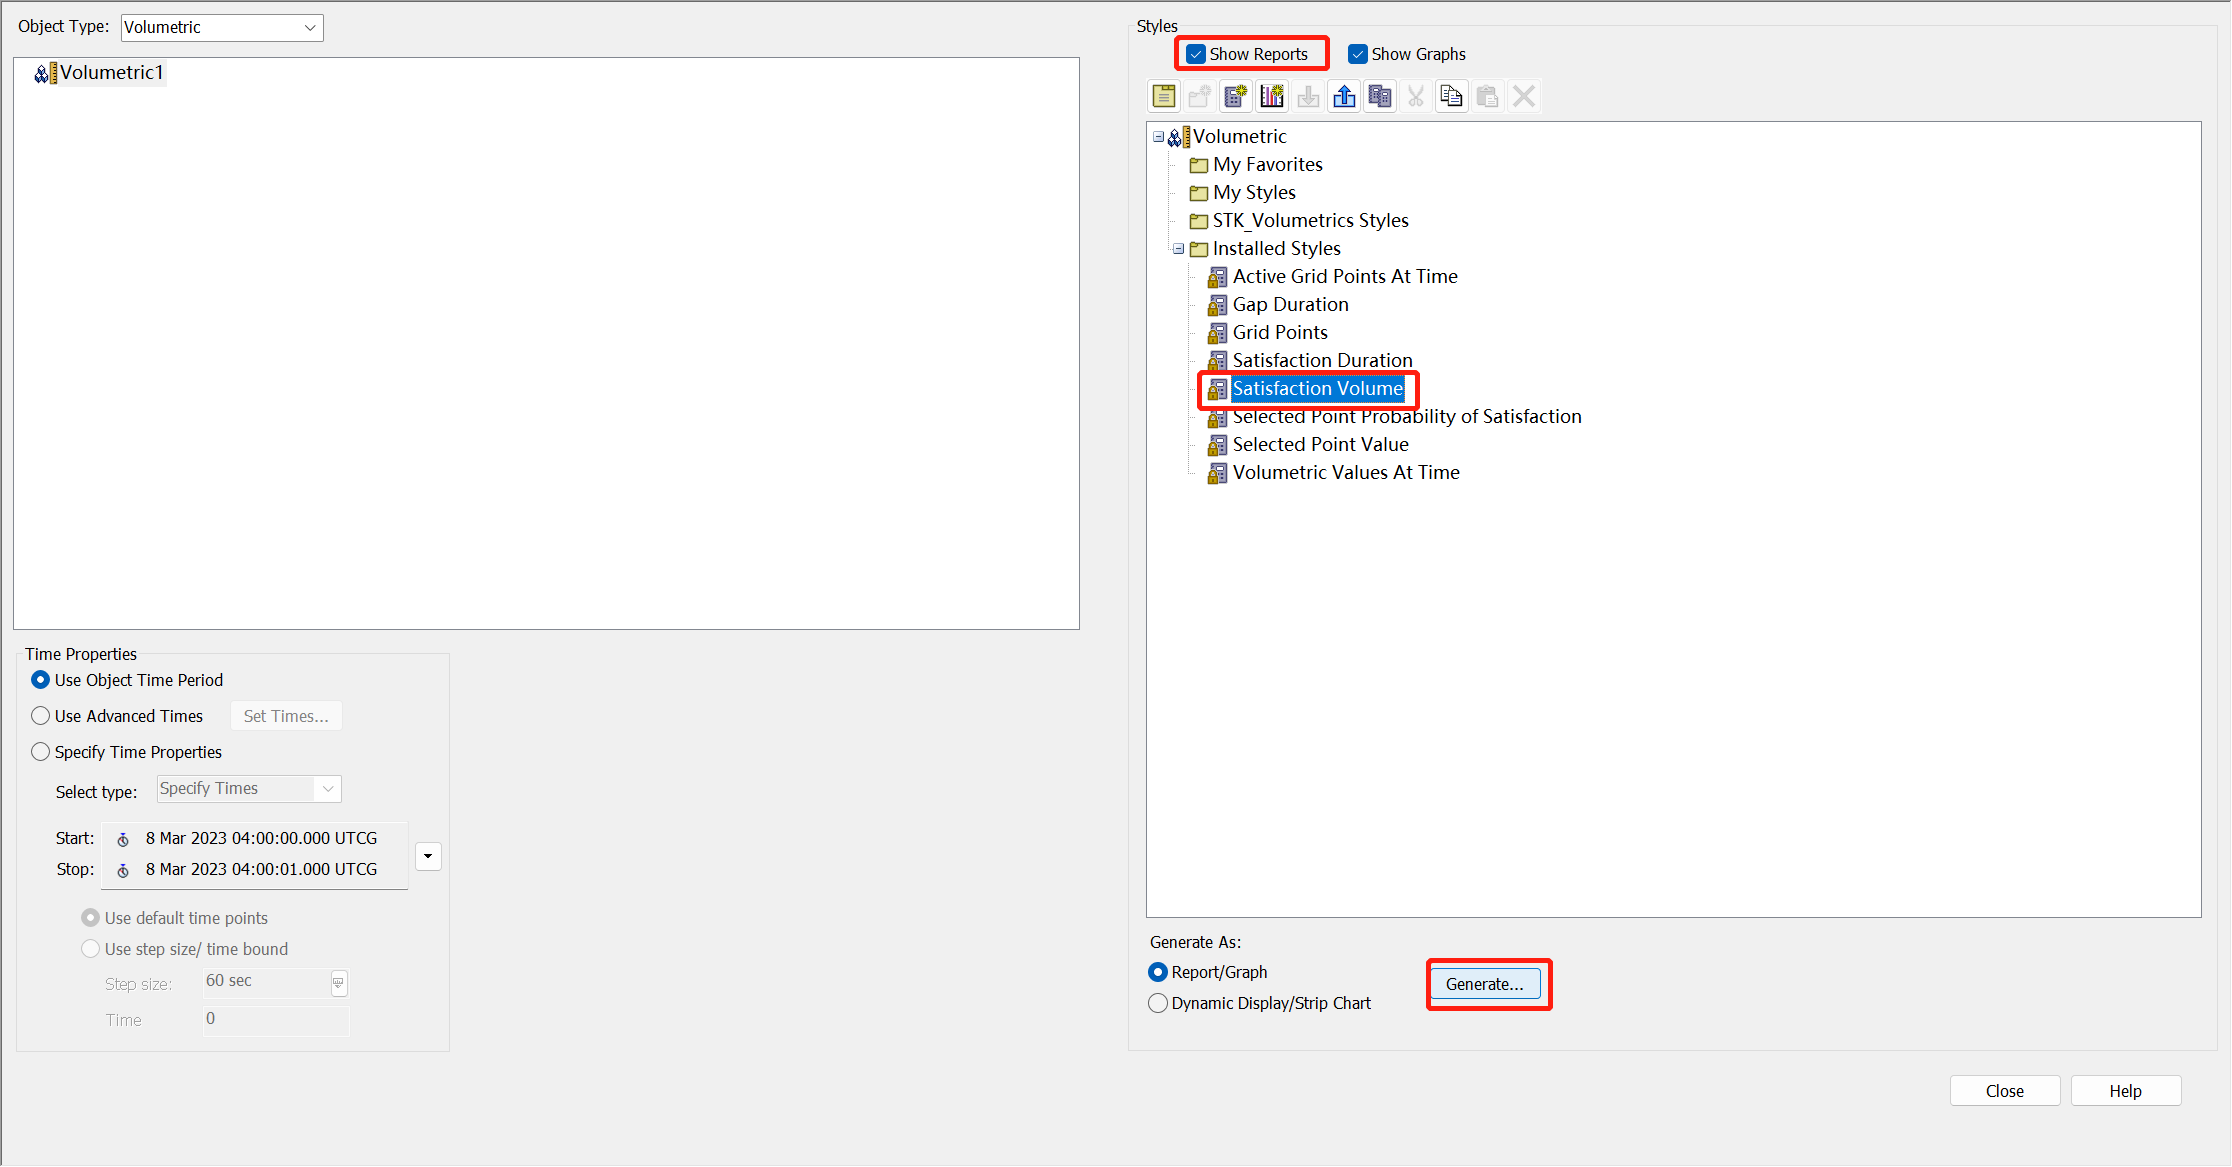 Object Type: Volumetric
Volumetric1
Time Properties
Use Object Time Period
Use Advanced Times Set Times...
Specify Time Properties
Select type: Specify Times
Start: 8 Mar 2023 04:00:00.000 UTCG
Stop: 8 Mar 2023 04:00:01.000 UTCG
Use default time points
Use step size/ time bound
Step size: 60 sec
Time 0
Styles
Show Reports Show Graphs
Volumetric
My Favorites
My Styles
STK_Volumetrics Styles
Installed Styles
Active Grid Points At Time
Gap Duration
Grid Points
Satisfaction Duration
Satisfaction Volume
Selected Point Probability of Satisfaction
Selected Point Value
Volumetric Values At Time
Generate As:
Report/Graph
Generate...
Dynamic Display/Strip Chart
Close Help